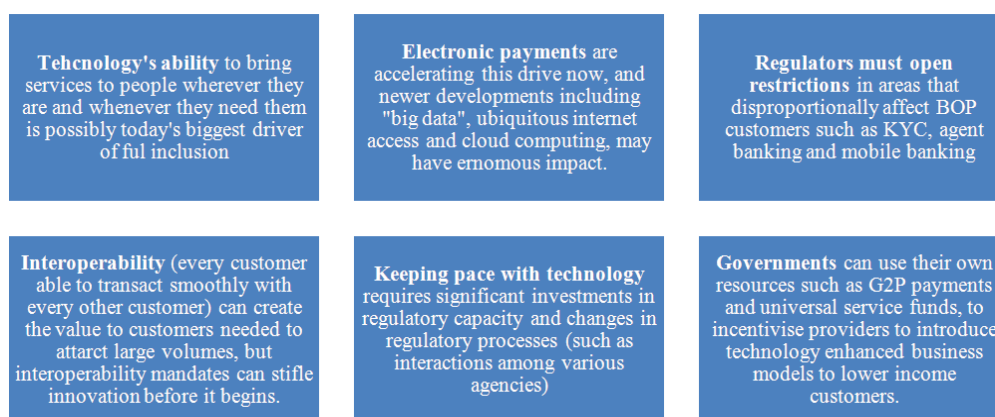 Tehcnology's ability to bring
services to people wherever they
are and whenever they need them
is possibly today's biggest driver
of ful inclusion
Electronic payments are
accelerating this drive now, and
newer developments including
"big data", ubiquitous internet
access and cloud computing, may
have ernomous impact.
Regulators must open
restrictions in areas that
disproportionally affect BOP
customers such as KYC, agent
banking and mobile banking
Interoperability (every customer
able to transact smoothly with
every other customer) can create
the value to customers needed to
attarct large volumes, but
interoperability mandates can stifle
innovation before it begins.
Keeping pace with technology
requires significant investments in
regulatory capacity and changes in
regulatory processes (such as
interactions among various
agencies)
Governments can use their own
resources such as G2P payments
and universal service funds, to
incentivise providers to introduce
technology enhanced business
models to lower income
customers.